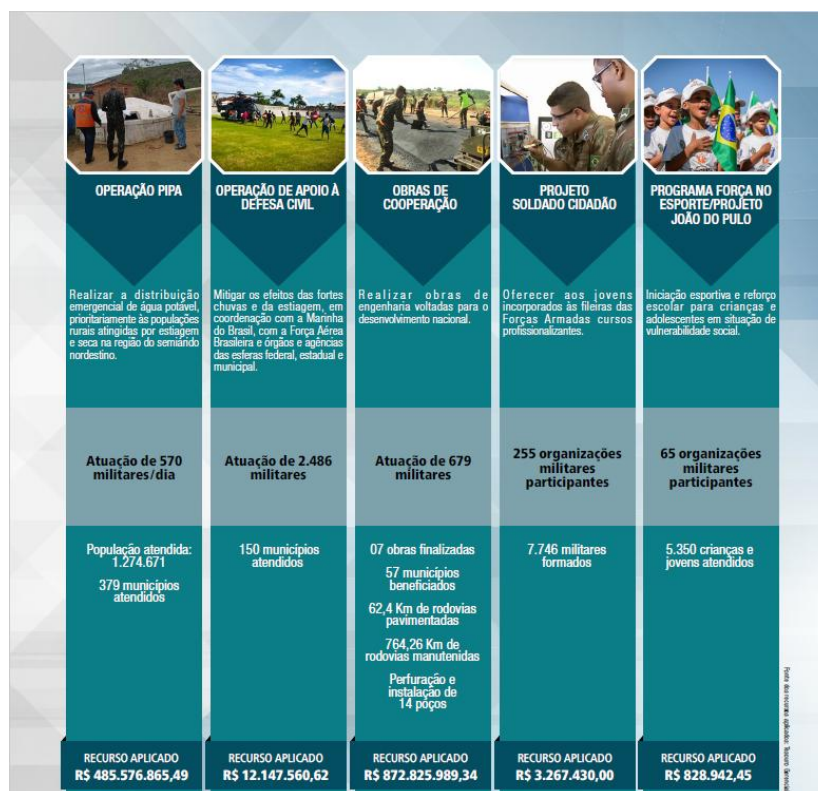 OPERAÇÃO PIPA
Realizar a distribuição
emergencial de água potável,
prioritariamente às populações
rurais atingidas por estiagem
e seca na região do semiárido
nordestino.
Atuação de 570
militares/dia
População atendida:
1.274.671
379 municípios
atendidos
RECURSO APLICADO
R$ 485.576.865,49
OPERAÇÃO DE APOIO À
DEFESA CIVIL
Mitigar os efeitos das fortes
chuvas e da estiagem, em
coordenação com a Marinha
do Brasil, com a Força Aérea
Brasileira e órgãos e agências
das esferas federal, estadual e
municipal.
Atuação de 2.486
militares
150 municípios
atendidos
RECURSO APLICADO
R$ 12.147.560,62
OBRAS DE
COOPERAÇÃO
Realizar obras de
engenharia voltadas para o
desenvolvimento nacional.
Atuação de 679
militares
07 obras finalizadas
57 municípios
beneficiados
62,4 Km de rodovias
pavimentadas
764,26 Km de
rodovias manutenidas
Perfuração e
instalação de
14 poços
RECURSO APLICADO
R$ 872.825.989,34
PROJETO
SOLDADO CIDADÃO
Oferecer aos jovens
incorporados às fileiras das
Forças Armadas cursos
profissionalizantes.
255 organizações
militares
participantes
7.746 militares
formados
RECURSO APLICADO
R$ 3.267.430,00
PROGRAMA FORÇA NO
ESPORTE/PROJETO
JOÃO DO PULO
Iniciação esportiva e reforço
escolar para crianças e
adolescentes em situação de
vulnerabilidade social.
65 organizações
militares
participantes
5.350 crianças e
jovens atendidos
RECURSO APLICADO
R$ 828.942,45
Fonte dos recursos aplicados: Tesouro Gerencial